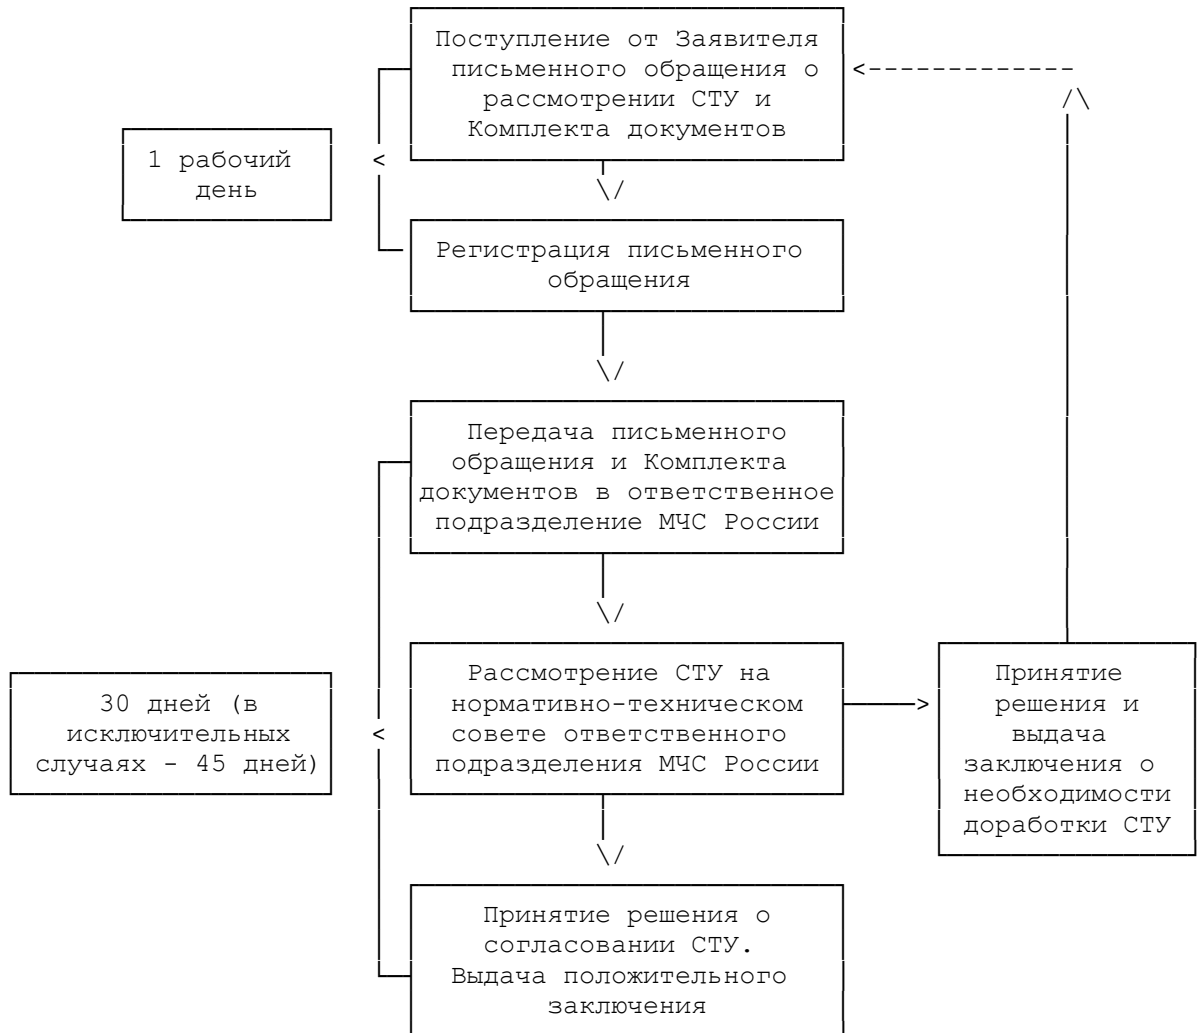 Поступление от Заявителя
письменного обращения о
рассмотрении СТУ и
Комплекта документов
1 рабочий
день
Регистрация письменного
обращения
Передача письменного
обращения и Комплекта
документов в ответственное
подразделение МЧС России
30 дней (в
исключительных
случаях - 45 дней)
Рассмотрение СТУ на
нормативно-техническом
совете ответственного
подразделения МЧС России
Принятие
решения и
выдача
заключения о
необходимости
доработки СТУ
Принятие решения о
согласовании СТУ.
Выдача положительного
заключения